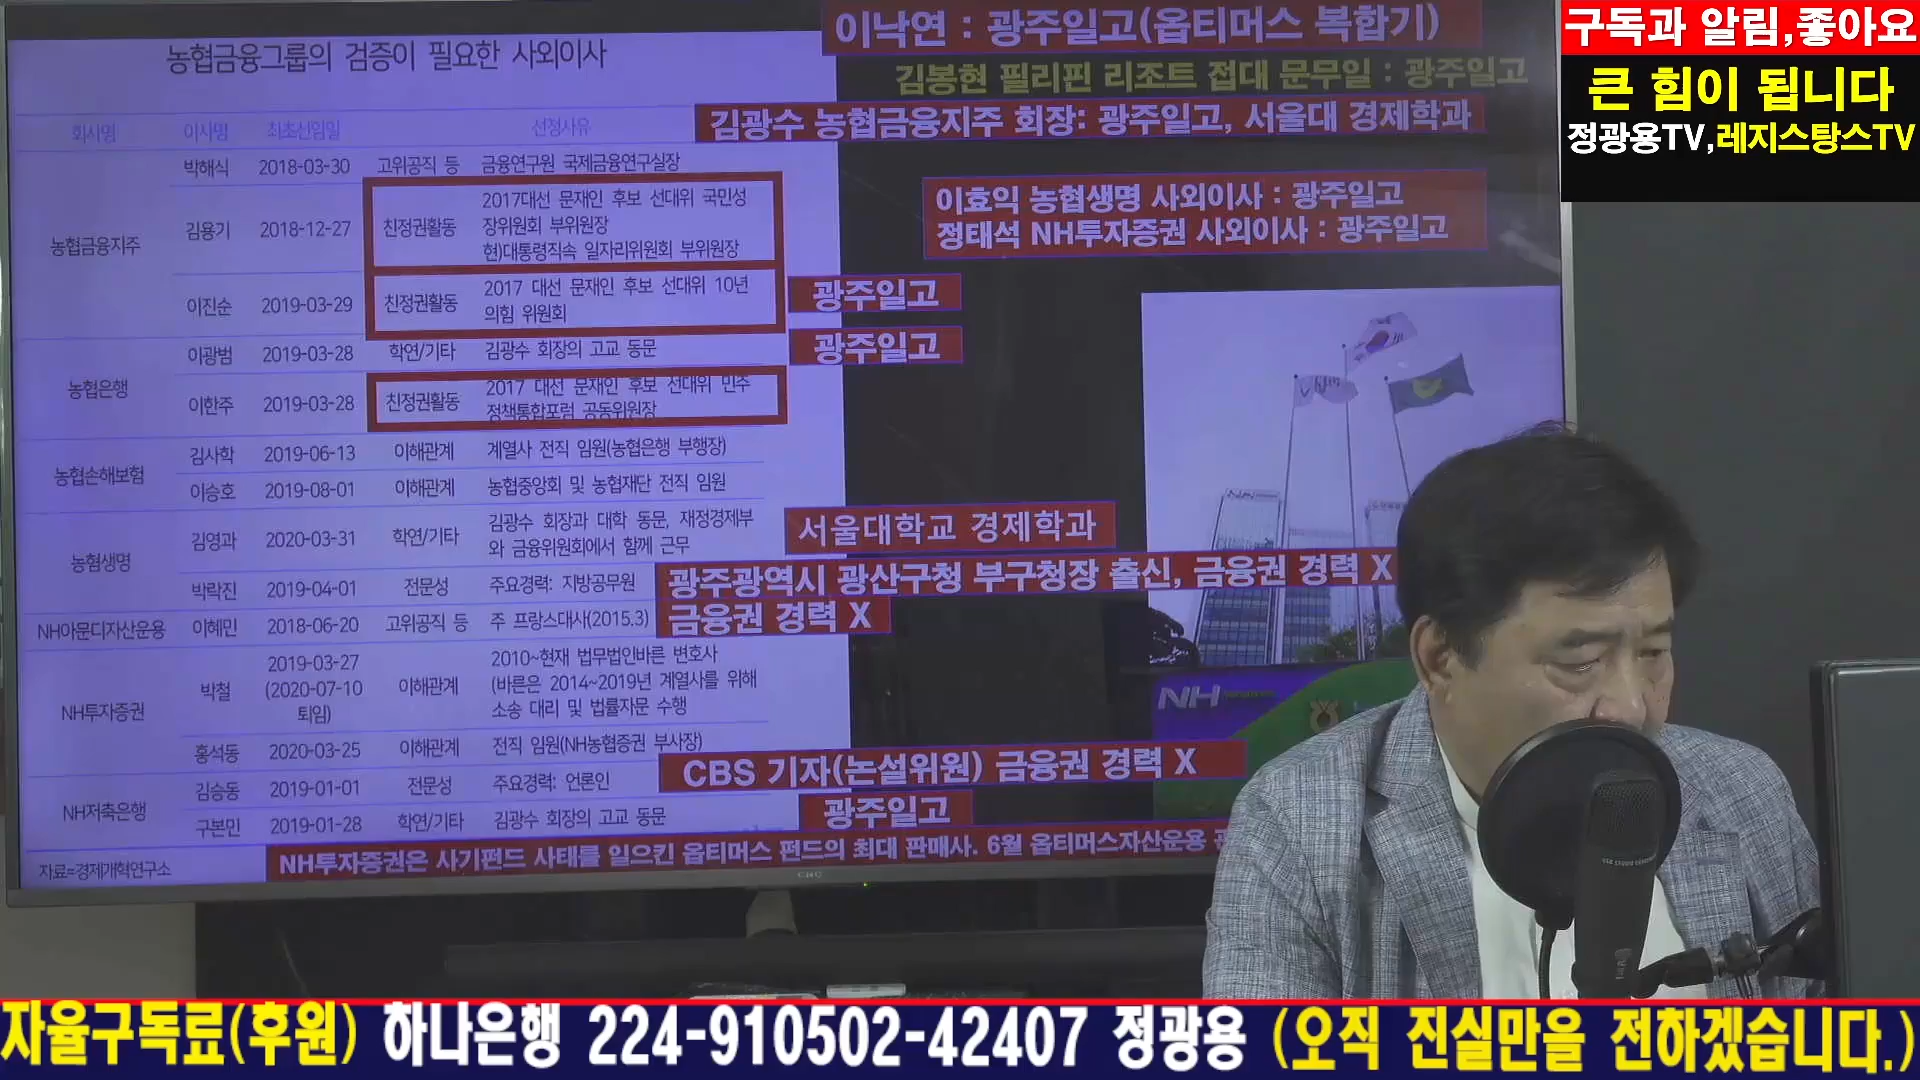 이낙연 : 광주일고(옵티머스 복합기)
김봉현 필리핀 리조트 접대 문무일 : 광주일고
김광수 농협금융지주 회장: 광주일고, 서울대 경제학과
이효익 농협생명 사외이사 : 광주일고
정태석 NH투자증권 사외이사 : 광주일고
구독과 알림,좋아요
큰 힘이 됩니다
정광용TV,레지스탕스TV
농협금융그룹의 검증이 필요한 사외이사
회사명 이사명 최초선임일 선정사유
농협금융지주
박해식 2018-03-30 고위공직 등 금융연구원 국제금융연구실장
김용기 2018-12-27 친정권활동
2017대선 문재인 후보 선대위 국민성
장위원회 부위원장
현)대통령직속 일자리위원회 부위원장
이진순 2019-03-29 친정권활동
2017 대선 문재인 후보 선대위 10년
의힘 위원회
광주일고
농협은행
이광범 2019-03-28 학연/기타 김광수 회장의 고교 동문
광주일고
이한주 2019-03-28 친정권활동
2017 대선 문재인 후보 선대위 민주
정책통합포럼 공동위원장
농협손해보험
김사학 2019-06-13 이해관계 계열사 전직 임원(농협은행 부행장)
이승호 2019-08-01 이해관계 농협중앙회 및 농협재단 전직 임원
농협생명
김영과 2020-03-31 학연/기타
김광수 회장과 대학 동문, 재정경제부
와 금융위원회에서 함께 근무
서울대학교 경제학과
박락진 2019-04-01 전문성 주요경력: 지방공무원
광주광역시 광산구청 부구청장 출신, 금융권 경력 X
NH아문디자산운용 이혜민 2018-06-20 고위공직 등 주 프랑스대사(2015.3)
금융권 경력 X
NH투자증권
박철
2019-03-27
(2020-07-10
퇴임)
이해관계
2010~현재 법무법인바른 변호사
(바른은 2014~2019년 계열사를 위해
소송 대리 및 법률자문 수행
홍석동 2020-03-25 이해관계 전직 임원(NH농협증권 부사장)
NH저축은행
김승동 2019-01-01 전문성 주요경력: 언론인
CBS 기자(논설위원) 금융권 경력 X
구본민 2019-01-28 학연/기타 김광수 회장의 고교 동문
광주일고
자료=경제개혁연구소
NH투자증권은 사기펀드 사태를 일으킨 옵티머스 펀드의 최대 판매사. 6월 옵티머스자산운용
NH
자율구독료(후원) 하나은행 224-910502-42407 정광용 (오직 진실만을 전하겠습니다.)